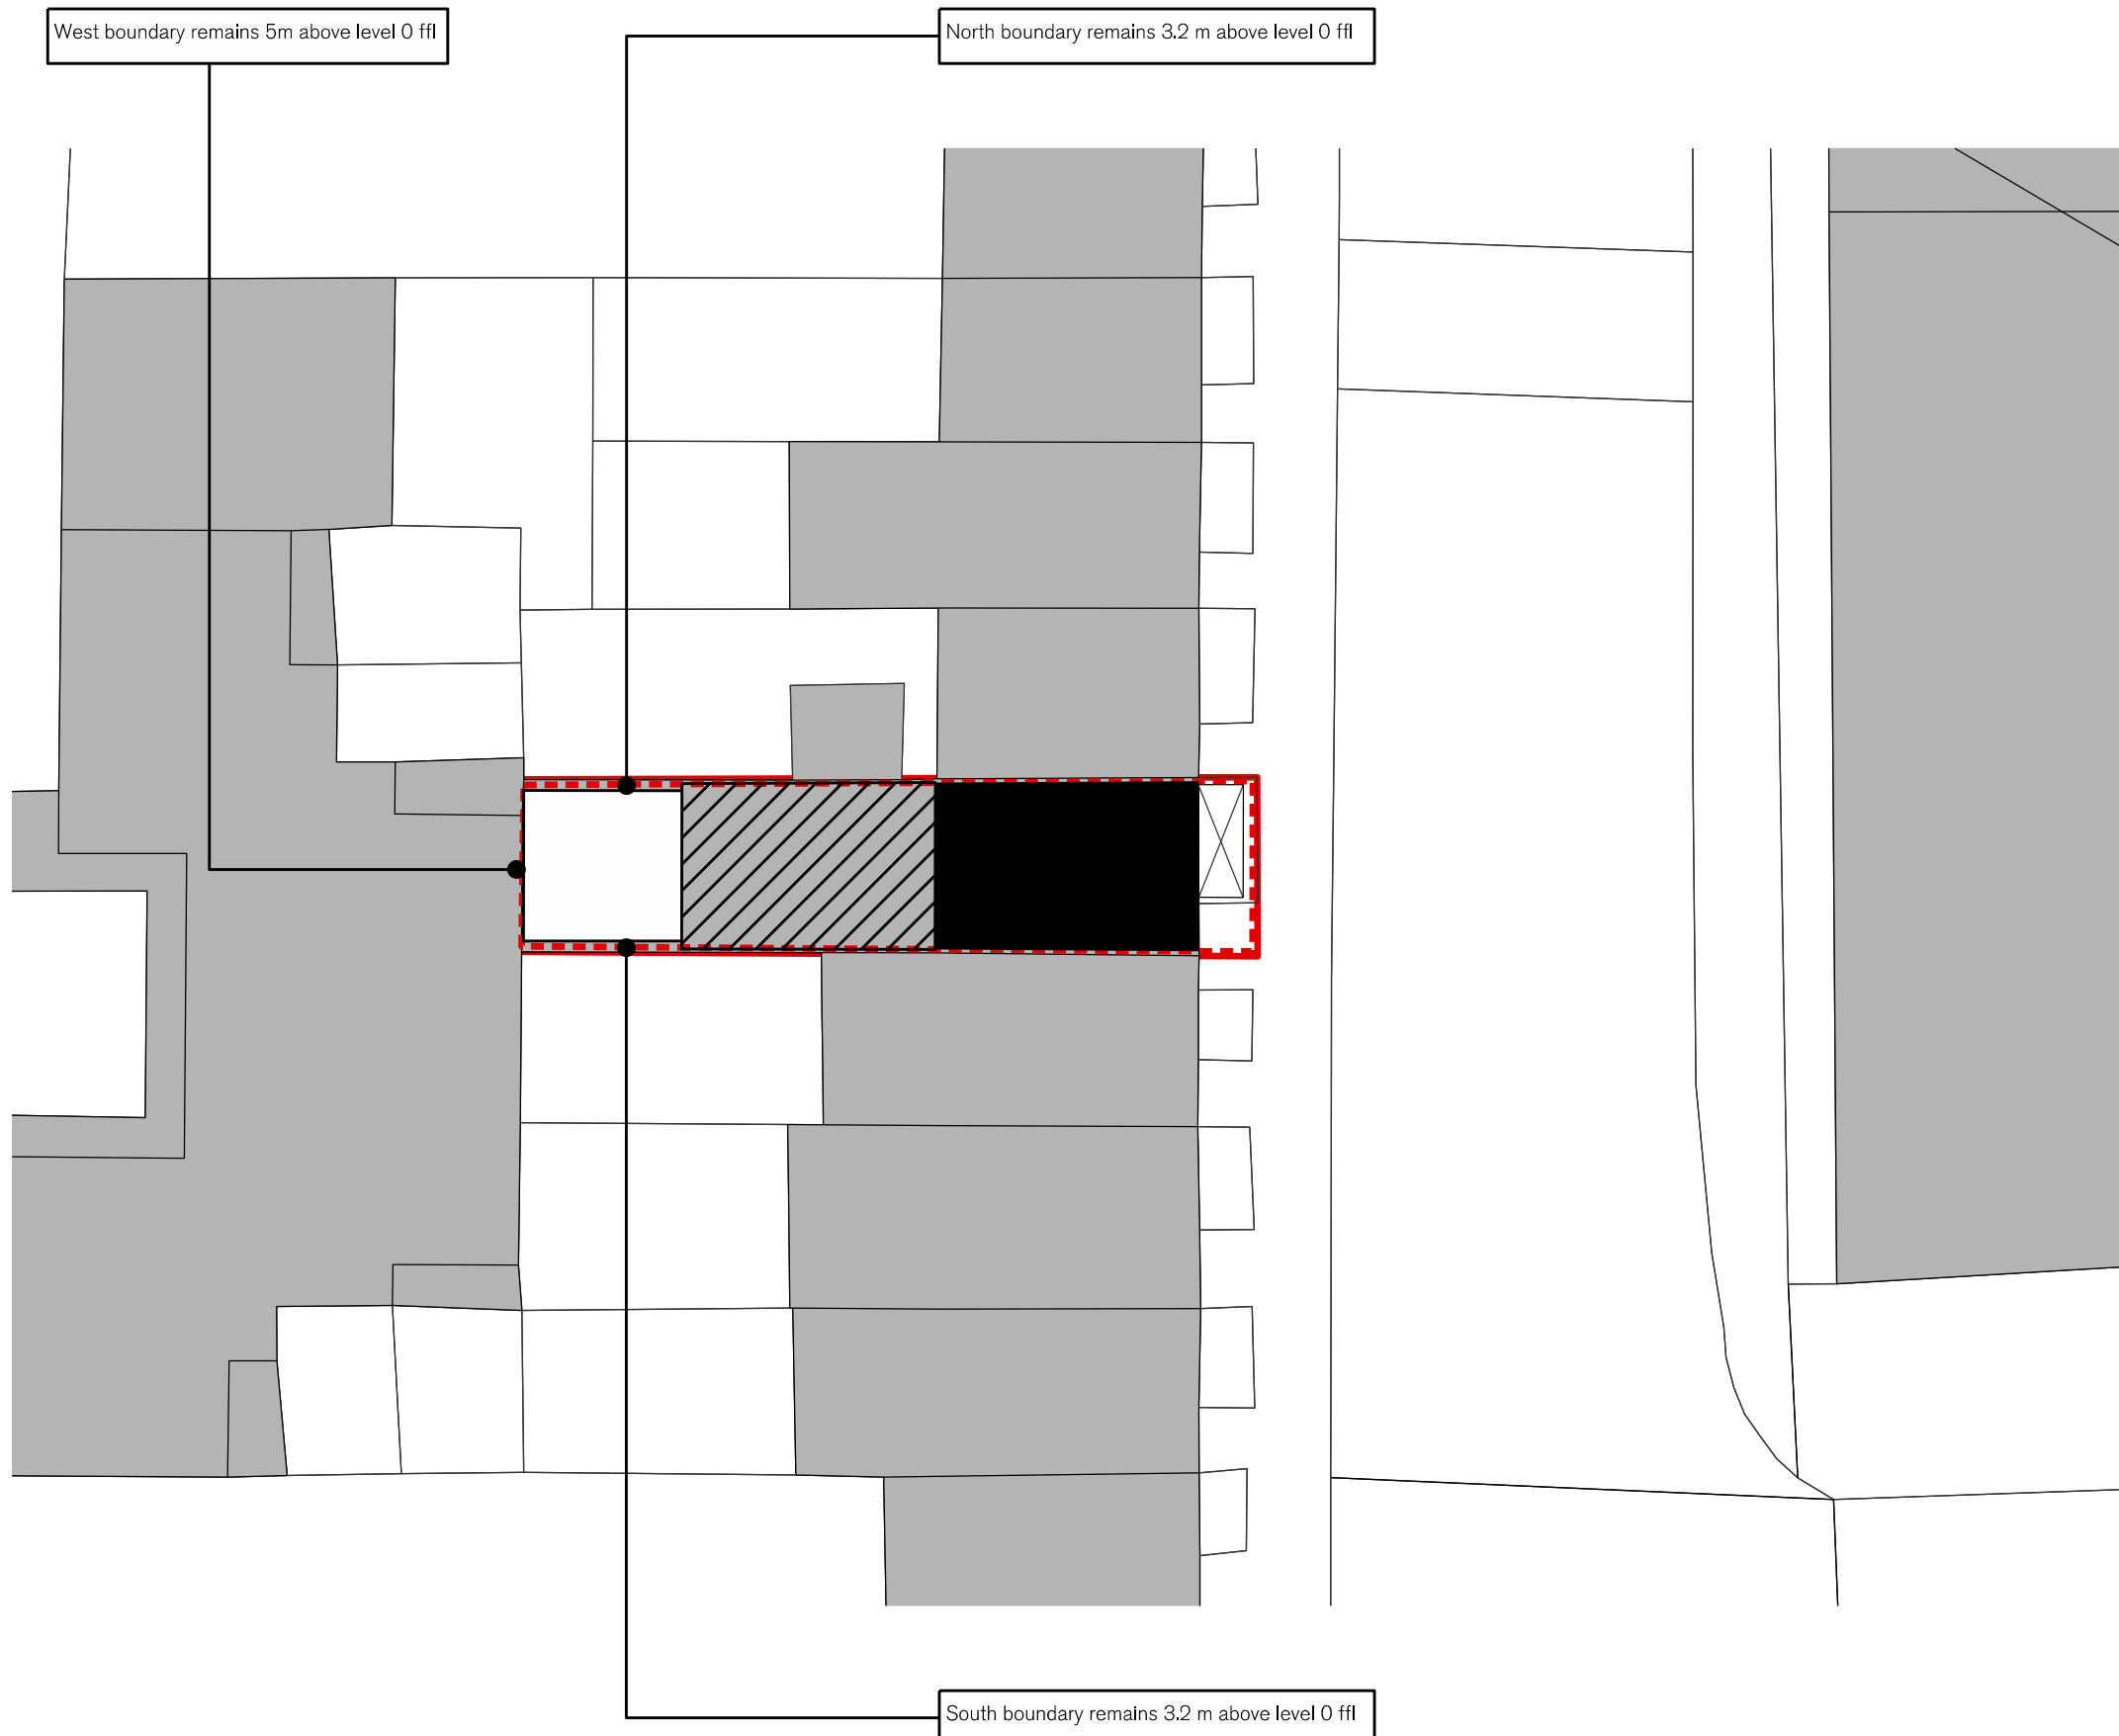 West boundary remains 5m above level 0 ffl
North boundary remains 3.2 m above level 0 ffl
South boundary remains 3.2 m above level 0 ffl